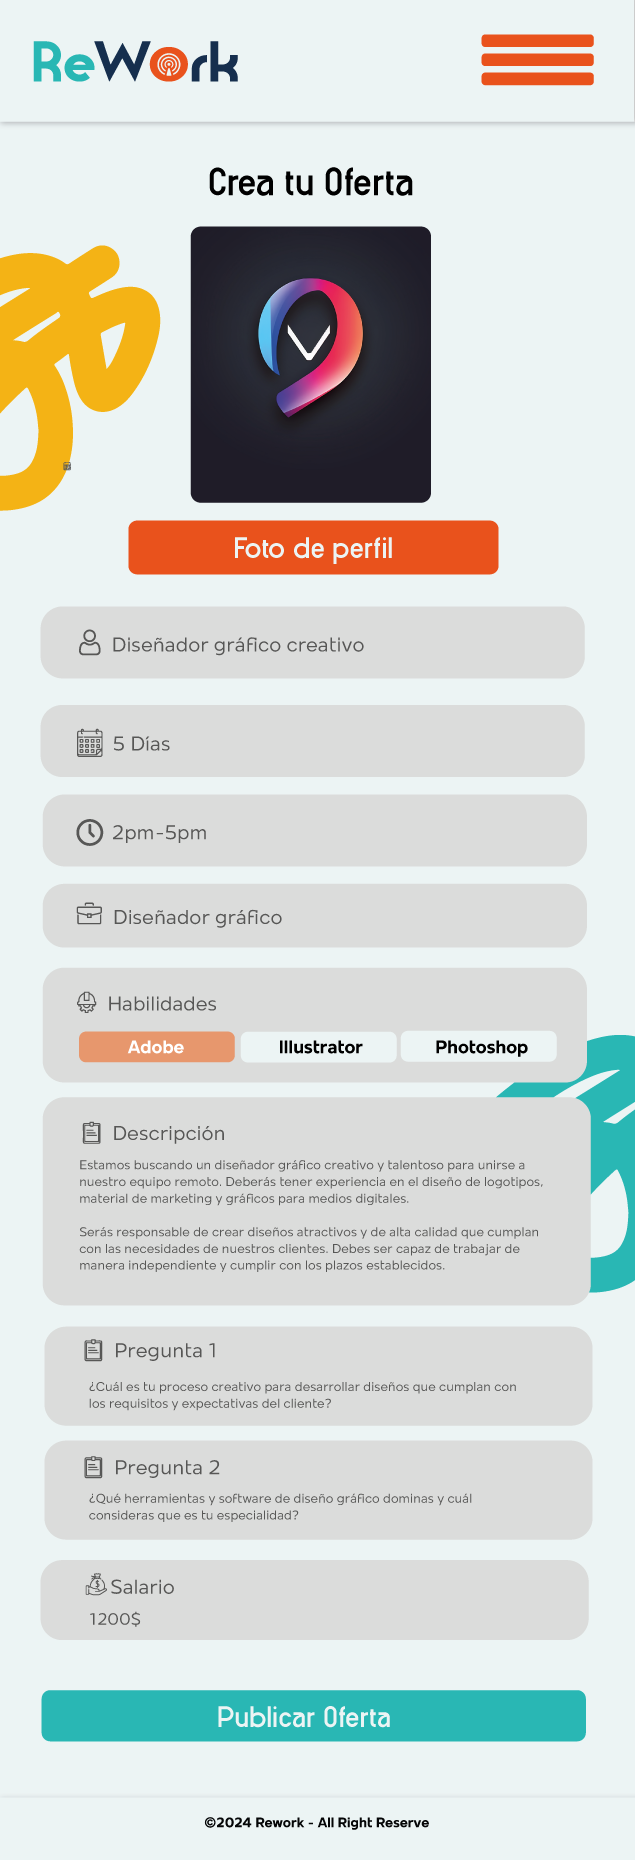 ReWork
Crea tu Oferta
Foto de perfil
Diseñador gráfico creativo
5 Días
2pm-5pm
Diseñador gráfico
Habilidades
Adobe Illustrator Photoshop
Descripción
Estamos buscando un diseñador gráfico creativo y talentoso para unirse a
nuestro equipo remoto. Deberás tener experiencia en el diseño de logotipos,
material de marketing y gráficos para medios digitales.
Serás responsable de crear diseños atractivos y de alta calidad que cumplan
con las necesidades de nuestros clientes. Debes ser capaz de trabajar de
manera independiente y cumplir con los plazos establecidos.
Pregunta 1
¿Cuál es tu proceso creativo para desarrollar diseños que cumplan con
los requisitos y expectativas del cliente?
Pregunta 2
¿Qué herramientas y software de diseño gráfico dominas y cuál
consideras que es tu especialidad?
Salario
1200$
Publicar Oferta
©2024 Rework - All Right Reserve